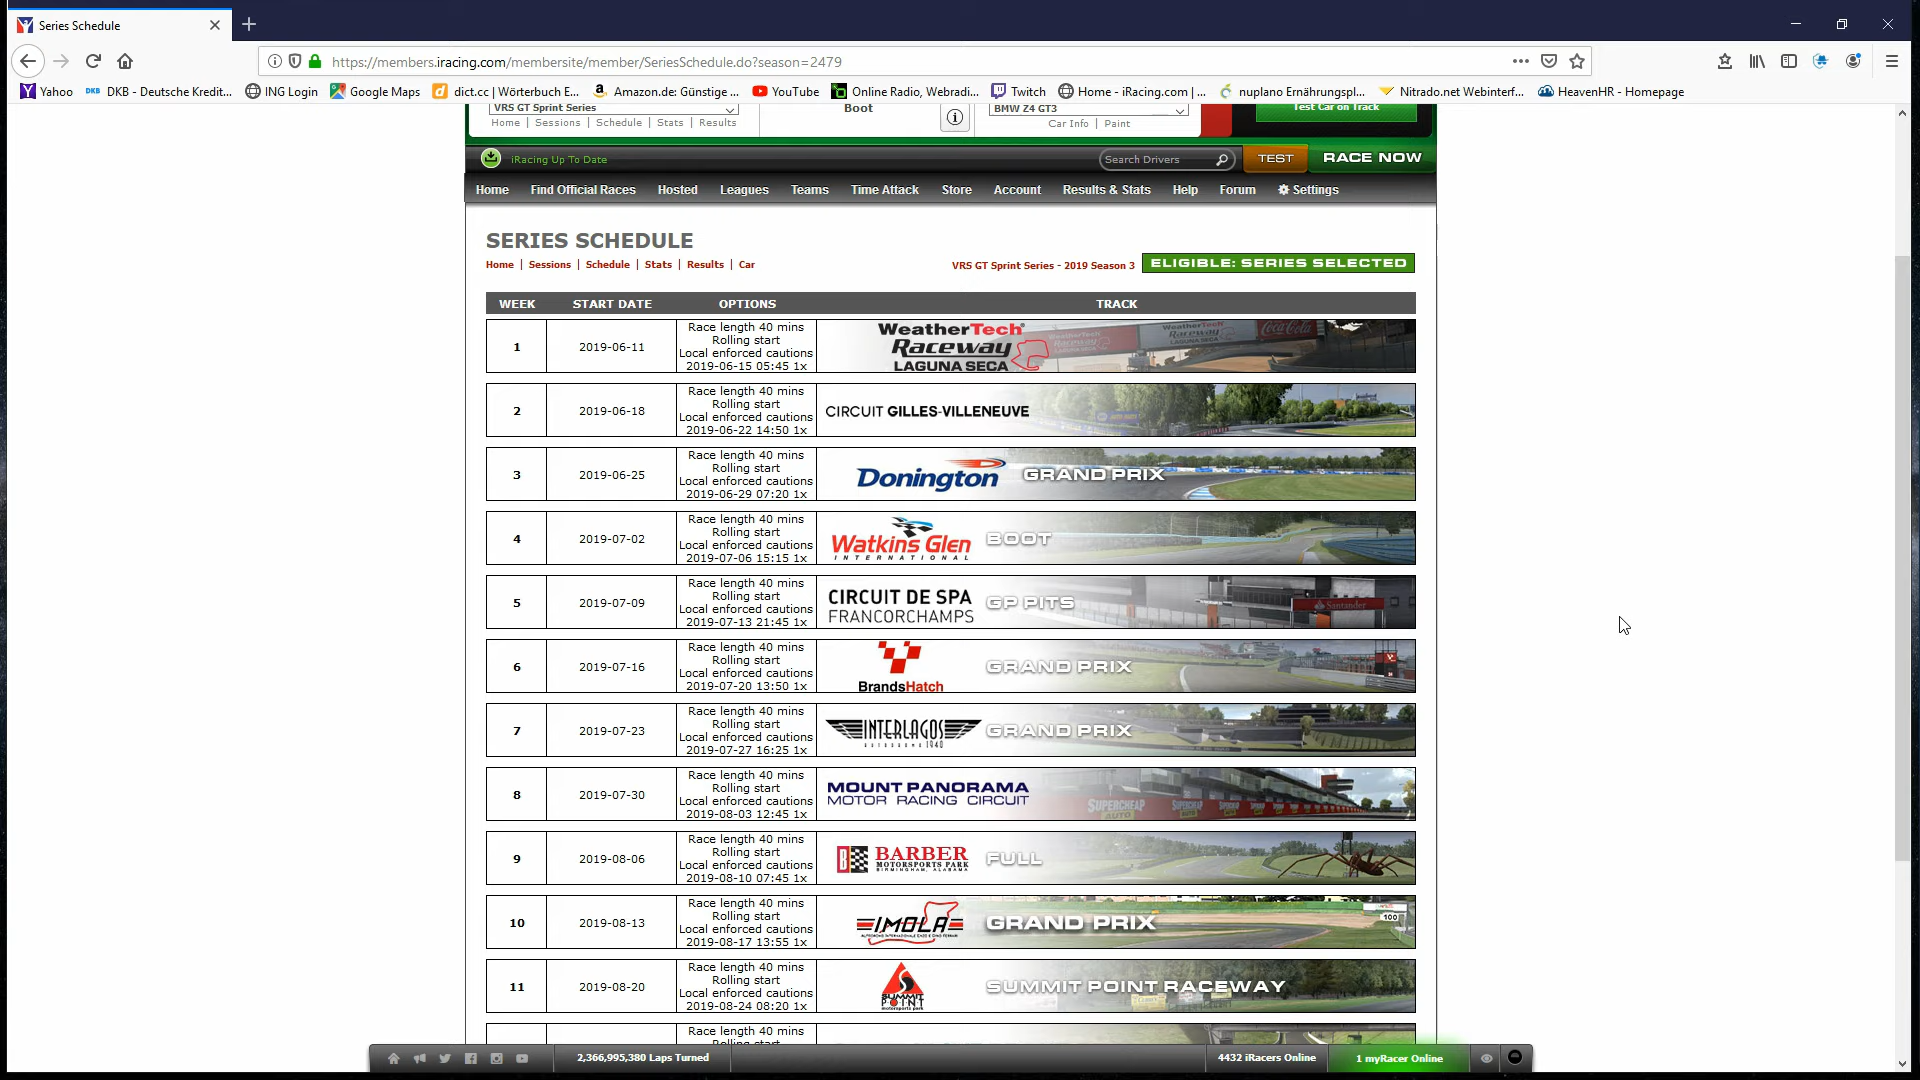 Series Schedule
https://members.iracing.com/membersite/member/SeriesSchedule.do?season=2479
Yahoo
DKB DKB - Deutsche Kredit...
ING Login
Google Maps
d dict.cc | Wörterbuch E...
Amazon.de: Günstige ...
YouTube
Online Radio, Webradi...
Twitch
Home - iRacing.com | ...
nuplano Ernährungspl...
Nitrado.net Webinterf...
HeavenHR - Homepage
VRS GT Sprint Series
Home | Sessions | Schedule | Stats | Results
Boot
BMW Z4 GT3
Car Info | Paint
Test Car on Track
iRacing Up To Date
Search Drivers
TEST
RACE NOW
Home Find Official Races Hosted Leagues Teams Time Attack Store Account Results & Stats Help Forum Settings
SERIES SCHEDULE
Home | Sessions | Schedule | Stats | Results | Car
VRS GT Sprint Series - 2019 Season 3
ELIGIBLE: SERIES SELECTED
WEEK START DATE OPTIONS TRACK
1
2019-06-11
Race length 40 mins
Rolling start
Local enforced cautions
2019-06-15 05:45 1x
WeatherTech
Raceway
LAGUNA SECA
WeatherTech
Raceway
LAGUNA SECA
Coca-Cola
2
2019-06-18
Race length 40 mins
Rolling start
Local enforced cautions
2019-06-22 14:50 1x
CIRCUIT GILLES-VILLENEUVE
3
2019-06-25
Race length 40 mins
Rolling start
Local enforced cautions
2019-06-29 07:20 1x
Donington
GRAND PRIX
4
2019-07-02
Race length 40 mins
Rolling start
Local enforced cautions
2019-07-06 15:15 1x
Watkins Glen
INTERNATIONAL
BOOT
5
2019-07-09
Race length 40 mins
Rolling start
Local enforced cautions
2019-07-13 21:45 1x
CIRCUIT DE SPA
FRANCORCHAMPS
GP PITS
Santander
6
2019-07-16
Race length 40 mins
Rolling start
Local enforced cautions
2019-07-20 13:50 1x
BrandsHatch
GRAND PRIX
7
2019-07-23
Race length 40 mins
Rolling start
Local enforced cautions
2019-07-27 16:25 1x
INTERLAGOS
AUTODROMO 1940
GRAND PRIX
8
2019-07-30
Race length 40 mins
Rolling start
Local enforced cautions
2019-08-03 12:45 1x
MOUNT PANORAMA
MOTOR RACING CIRCUIT
SUPERCHEAP
AUTO
9
2019-08-06
Race length 40 mins
Rolling start
Local enforced cautions
2019-08-10 07:45 1x
BARBER
MOTORSPORTS PARK
BIRMINGHAM, ALABAMA
FULL
10
2019-08-13
Race length 40 mins
Rolling start
Local enforced cautions
2019-08-17 13:55 1x
IMOLA
GRAND PRIX
100
11
2019-08-20
Race length 40 mins
Rolling start
Local enforced cautions
2019-08-24 08:20 1x
SUMMIT
POINT
motorsports park
SUMMIT POINT RACEWAY
Race length 40 mins
2,366,995,380 Laps Turned
4432 iRacers Online
1 myRacer Online